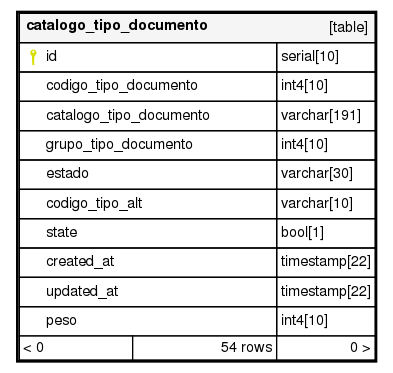 catalogo_tipo_documento [table]
id serial[10]
codigo_tipo_documento int4[10]
catalogo_tipo_documento varchar[191]
grupo_tipo_documento int4[10]
estado varchar[30]
codigo_tipo_alt varchar[10]
state bool[1]
created_at timestamp[22]
updated_at timestamp[22]
peso int4[10]
< 0 54 rows 0 >